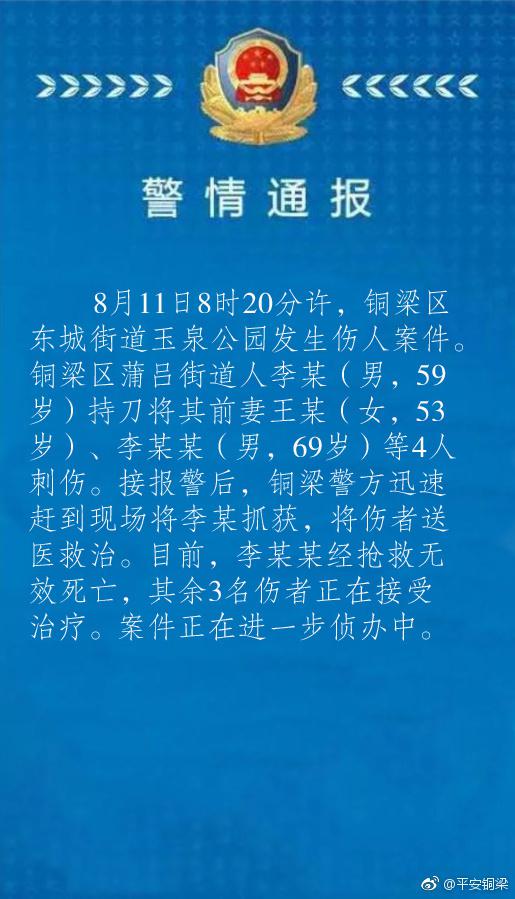 警情通报
8月11日8时20分许，铜梁区
东城街道玉泉公园发生伤人案件。
铜梁区蒲吕街道人李某（男，59
岁）持刀将其前妻王某（女，53
岁）、李某某（男，69岁）等4人
刺伤。接报警后，铜梁警方迅速
赶到现场将李某抓获，将伤者送
医救治。目前，李某某经抢救无
效死亡，其余3名伤者正在接受
治疗。案件正在进一步侦办中。
@平安铜梁